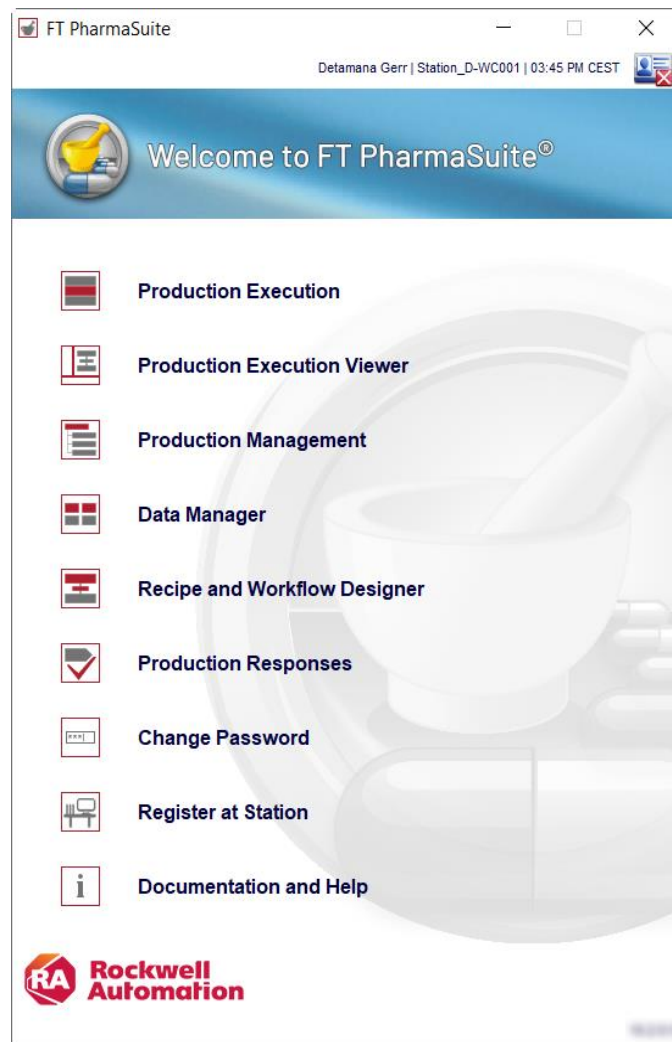 FT PharmaSuite
Detamana Gerr | Station_D-WC001 | 03:45 PM CEST
Welcome to FT PharmaSuite®
Production Execution
Production Execution Viewer
Production Management
Data Manager
Recipe and Workflow Designer
Production Responses
Change Password
Register at Station
Documentation and Help
RA Rockwell
Automation